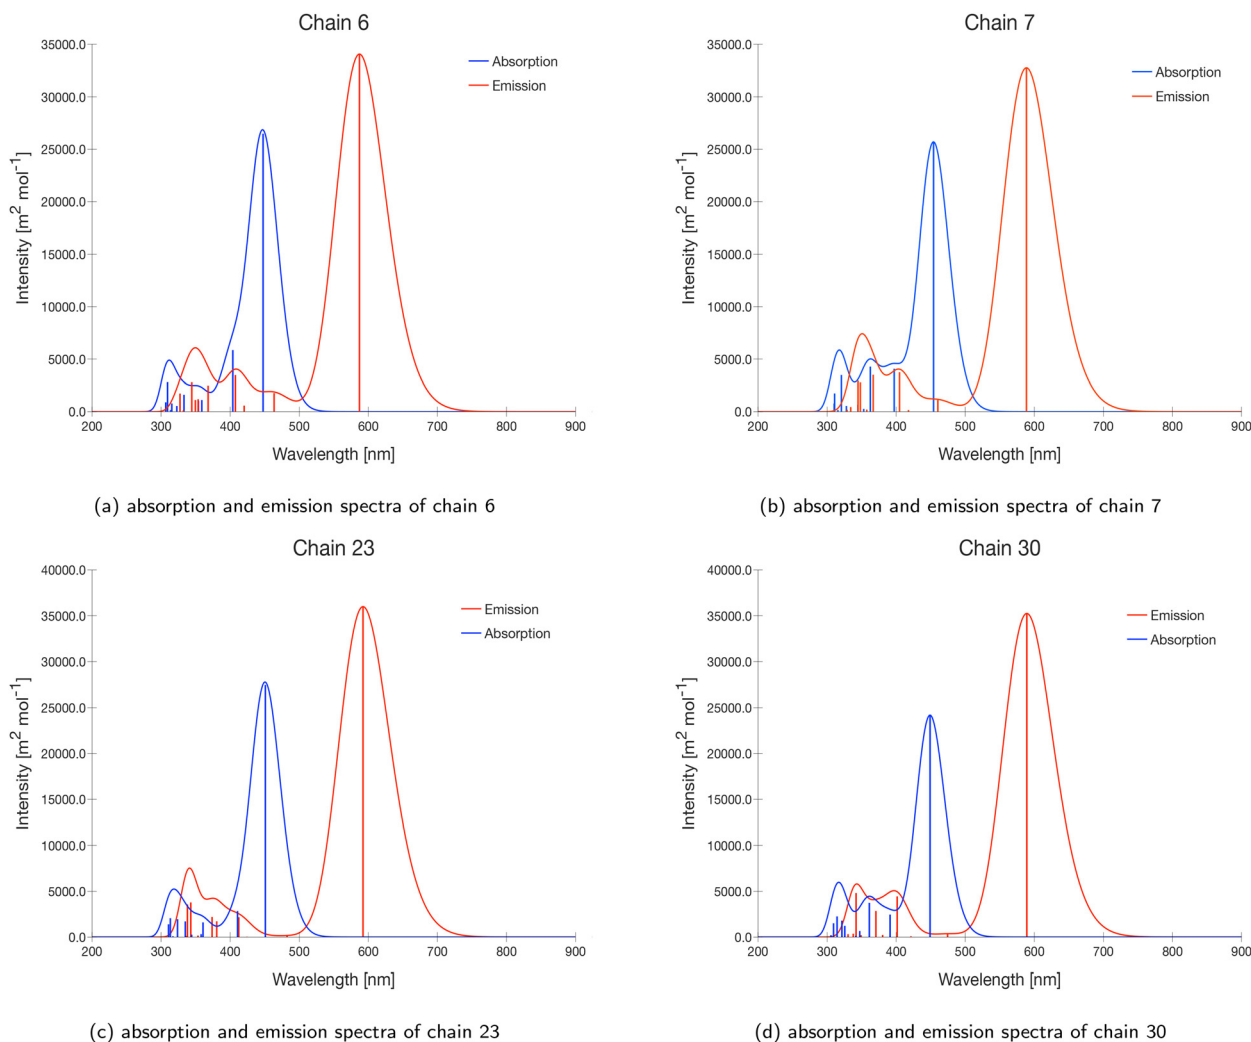 Chain 6
35000.0
30000.0
25000.0
20000.0
15000.0
10000.0
5000.0
0.0
Intensity [m² mol⁻¹]
Absorption
Emission
200 300 400 500 600 700 800 900
Wavelength [nm]
(a) absorption and emission spectra of chain 6
Chain 7
35000.0
30000.0
25000.0
20000.0
15000.0
10000.0
5000.0
0.0
Intensity [m² mol⁻¹]
Absorption
Emission
200 300 400 500 600 700 800 900
Wavelength [nm]
(b) absorption and emission spectra of chain 7
Chain 23
40000.0
35000.0
30000.0
25000.0
20000.0
15000.0
10000.0
5000.0
0.0
Intensity [m² mol⁻¹]
Emission
Absorption
200 300 400 500 600 700 800 900
Wavelength [nm]
(c) absorption and emission spectra of chain 23
Chain 30
40000.0
35000.0
30000.0
25000.0
20000.0
15000.0
10000.0
5000.0
0.0
Intensity [m² mol⁻¹]
Emission
Absorption
200 300 400 500 600 700 800 900
Wavelength [nm]
(d) absorption and emission spectra of chain 30